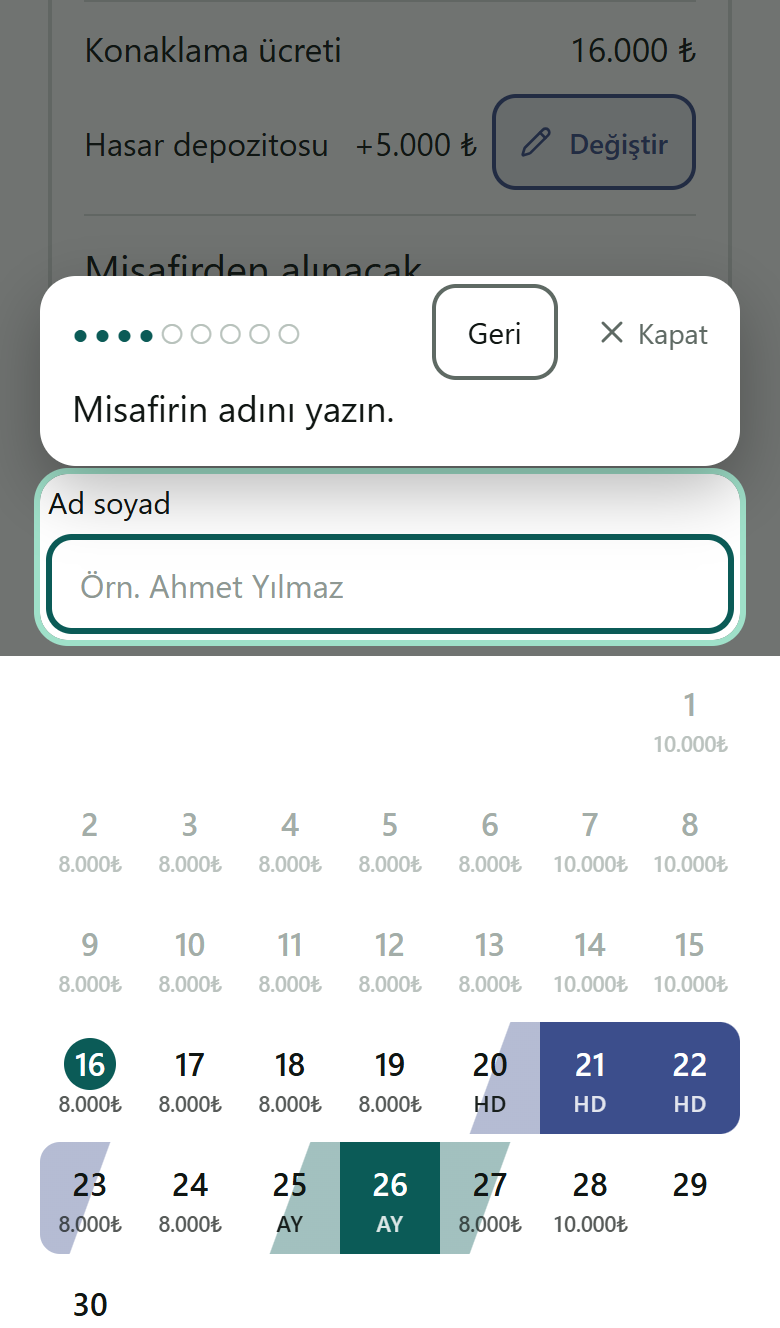 Konaklama ücreti 16.000 ₺
Hasar depozitosu +5.000 ₺ Değiştir
Misafirden alınacak
Geri Kapat
Misafirin adını yazın.
Ad soyad
Örn. Ahmet Yılmaz
1
10.000₺
2 3 4 5 6 7 8
8.000₺ 8.000₺ 8.000₺ 8.000₺ 8.000₺ 10.000₺ 10.000₺
9 10 11 12 13 14 15
8.000₺ 8.000₺ 8.000₺ 8.000₺ 8.000₺ 10.000₺ 10.000₺
16 17 18 19 20 21 22
8.000₺ 8.000₺ 8.000₺ 8.000₺ HD HD HD
23 24 25 26 27 28 29
8.000₺ 8.000₺ AY AY 8.000₺ 10.000₺
30